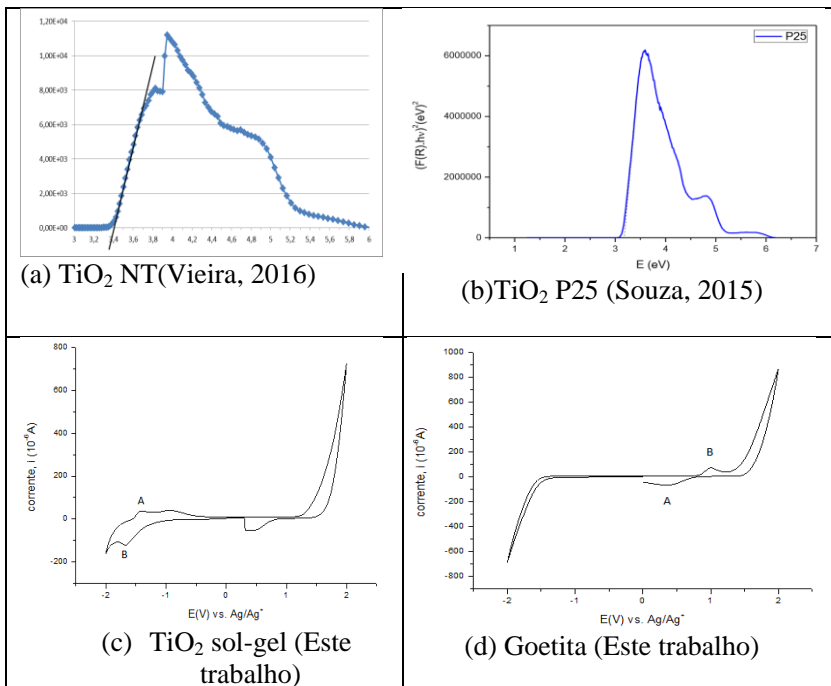 1,20E+04
1,00E+04
8,00E+03
6,00E+03
4,00E+03
2,00E+03
0,00E+00
3 3,2 3,4 3,6 3,8 4 4,2 4,4 4,6 4,8 5 5,2 5,4 5,6 5,8 6
(a) TiO₂ NT(Vieira, 2016)
P25
(F(R).hν)²(eV)²
6000000
4000000
2000000
0
1 2 3 4 5 6 7
E (eV)
(b)TiO₂ P25 (Souza, 2015)
corrente, i (10⁻⁶A)
800
600
400
200
0
-200
A
B
-2 -1 0 1 2
E(V) vs. Ag/Ag⁺
(c) TiO₂ sol-gel (Este
trabalho)
corrente, i (10⁻⁶A)
1000
800
600
400
200
0
-200
-400
-600
-800
B
A
-2 -1 0 1 2
E(V) vs. Ag/Ag⁺
(d) Goetita (Este trabalho)